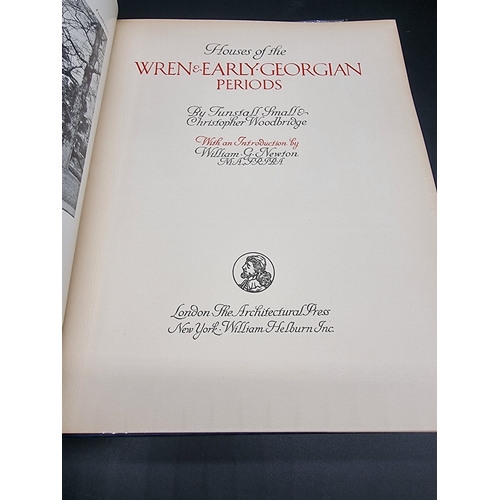 Houses of the
WREN & EARLY·GEORGIAN
PERIODS
By Tunstall Small &
Christopher Woodbridge
With an Introduction by
William·G·Newton
M·A·F·R·I·B·A
London The Architectural Press
New York·William Helburn Inc.